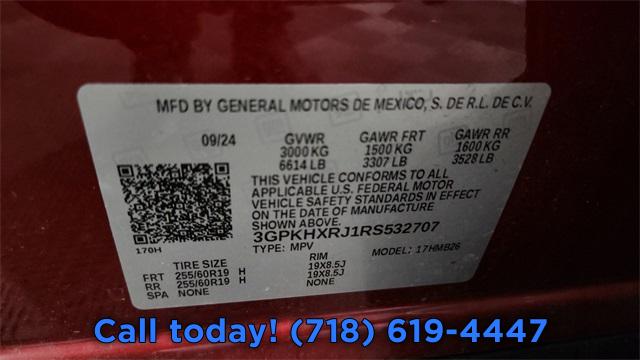 MFD BY GENERAL MOTORS DE MEXICO, S. DE R.L. DE C.V.
09/24 GVWR GAWR FRT GAWR RR
3000 KG 1500 KG 1600 KG
6614 LB 3307 LB 3528 LB
THIS VEHICLE CONFORMS TO ALL
APPLICABLE U.S. FEDERAL MOTOR
VEHICLE SAFETY STANDARDS IN EFFECT
ON THE DATE OF MANUFACTURE
3GPKHXRJ1RS532707
170H TYPE: MPV MODEL: 17HMB26
TIRE SIZE RIM
FRT 255/60R19 H 19X8.5J
RR 255/60R19 H 19X8.5J
SPA NONE NONE
Call today! (718) 619-4447